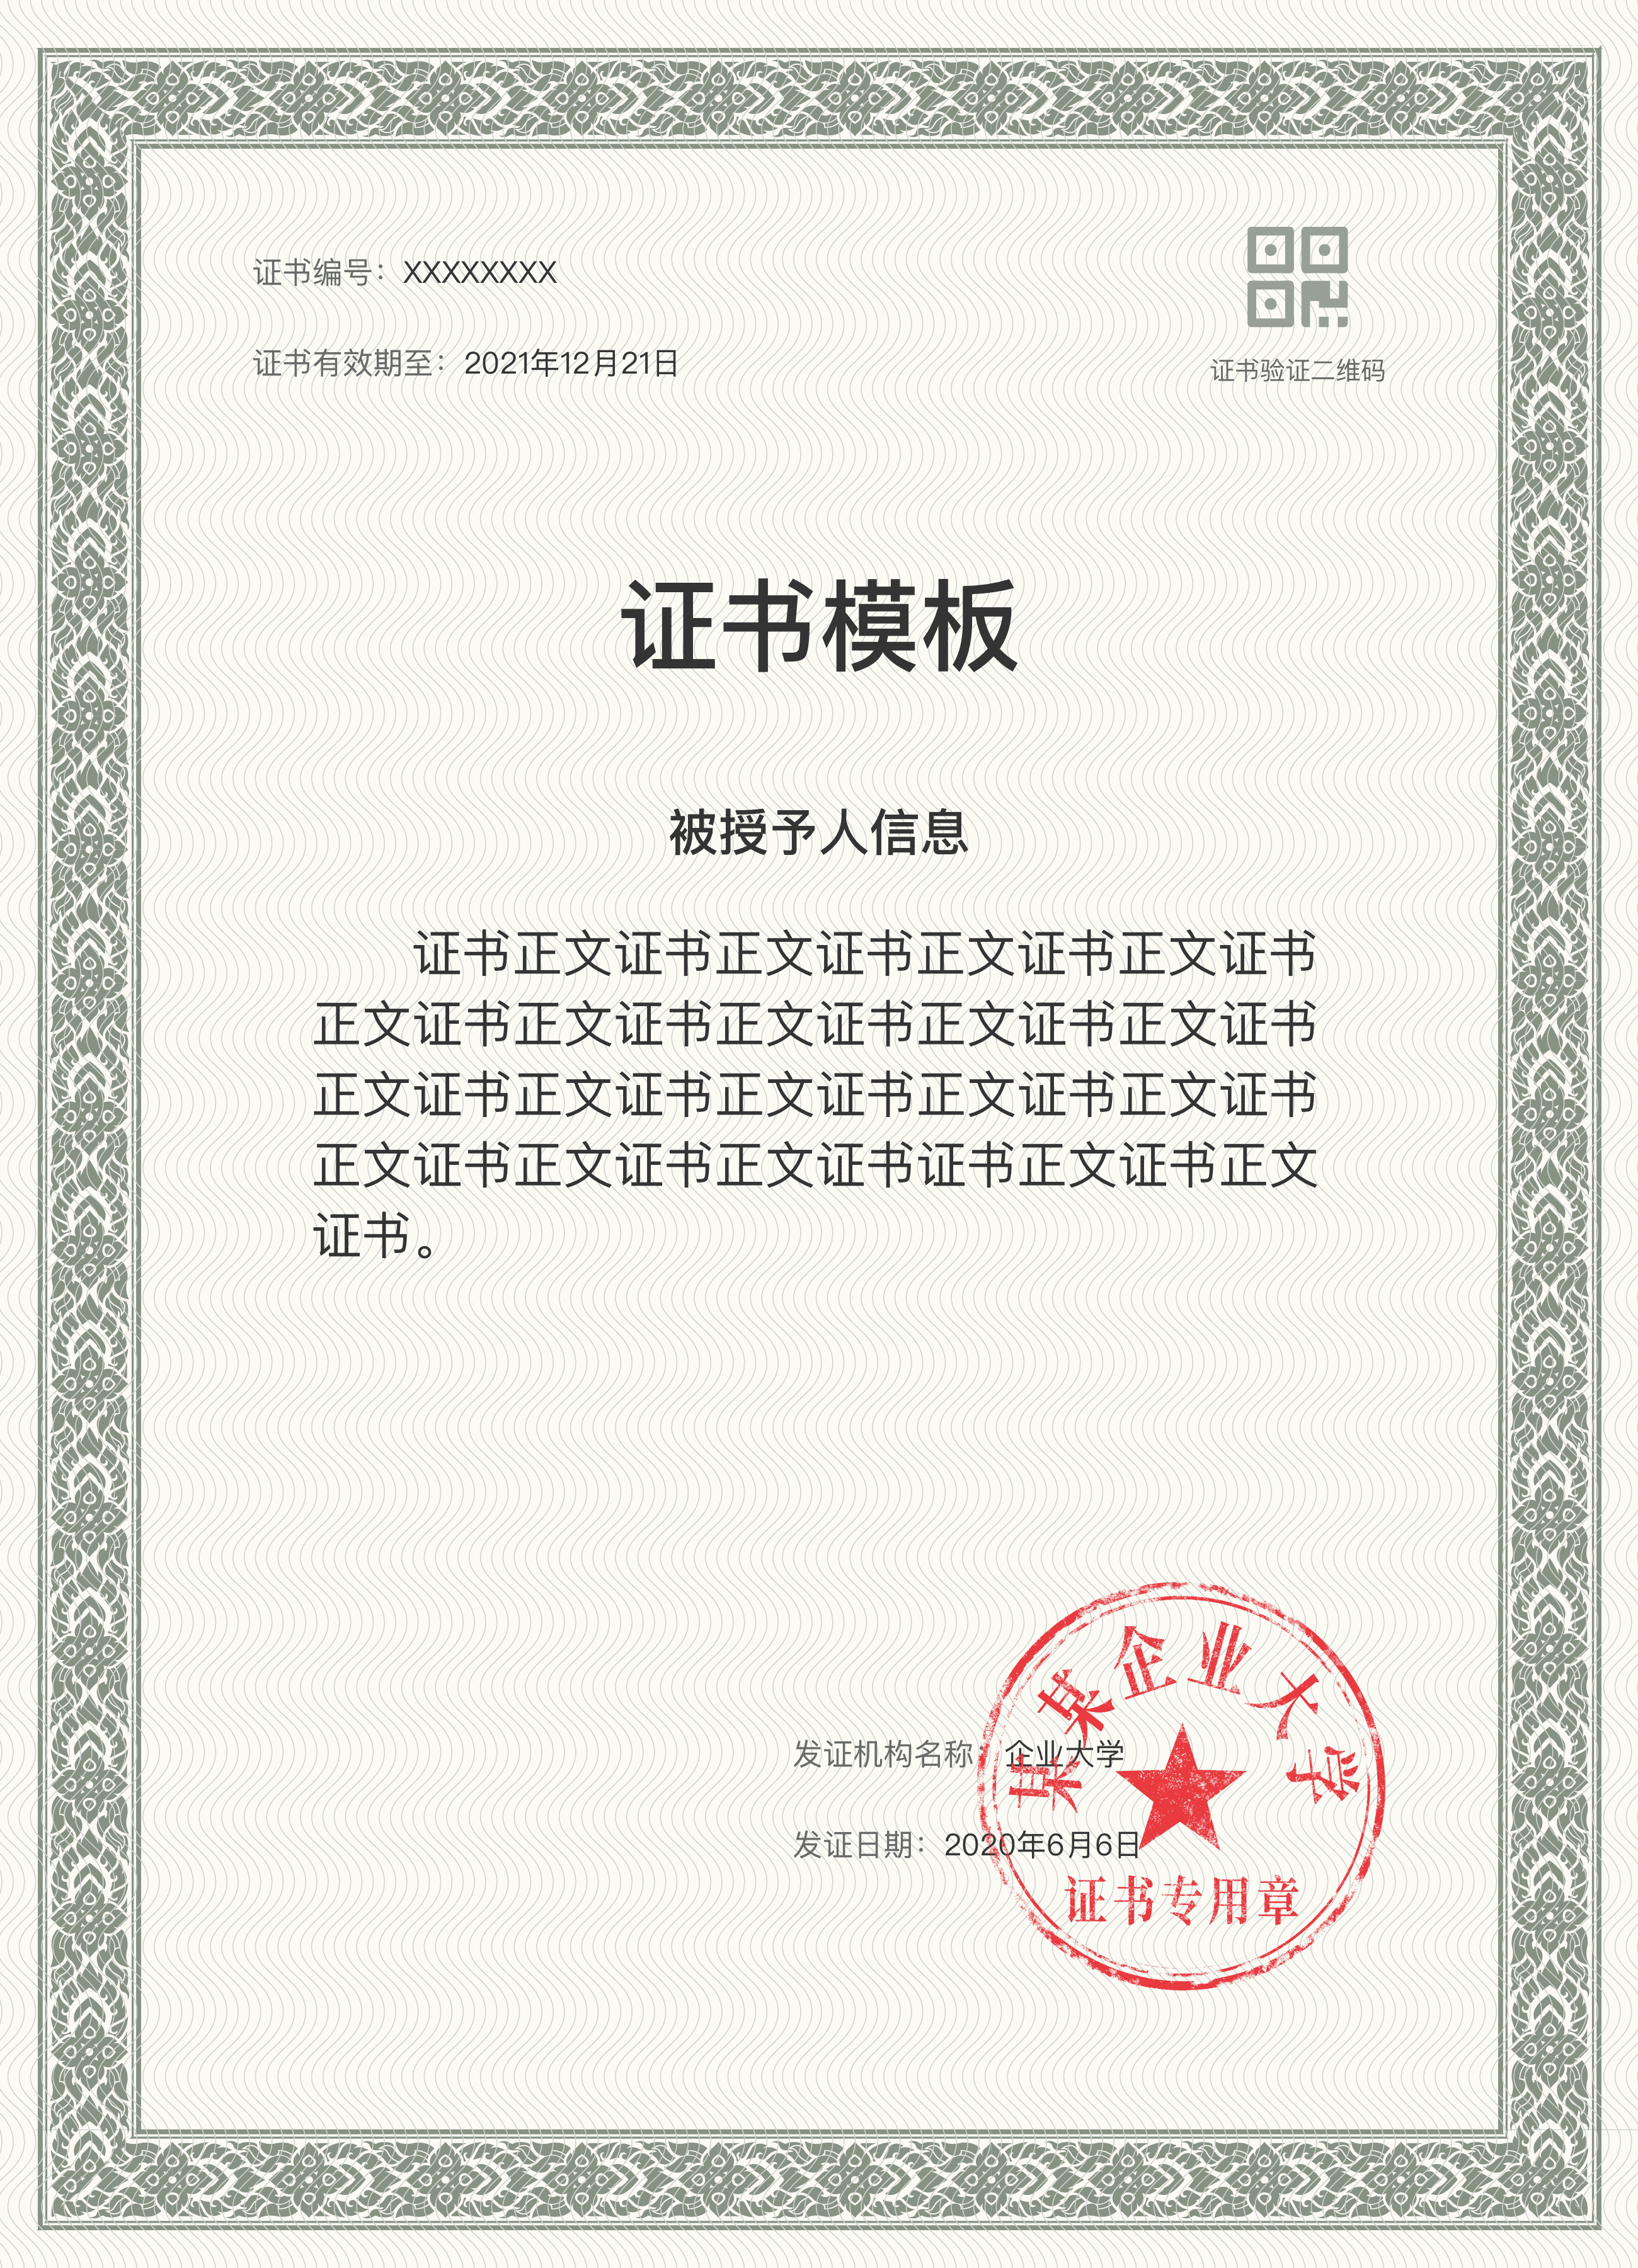 证书编号：XXXXXXXX
证书有效期至：2021年12月21日
证书验证二维码
证书模板
被授予人信息
证书正文证书正文证书正文证书正文证书
正文证书正文证书正文证书正文证书正文证书
正文证书正文证书正文证书正文证书正文证书
正文证书正文证书正文证书证书正文证书正文
证书。
发证机构名称：企业大学
发证日期：2020年6月6日
某某企业大学
证书专用章